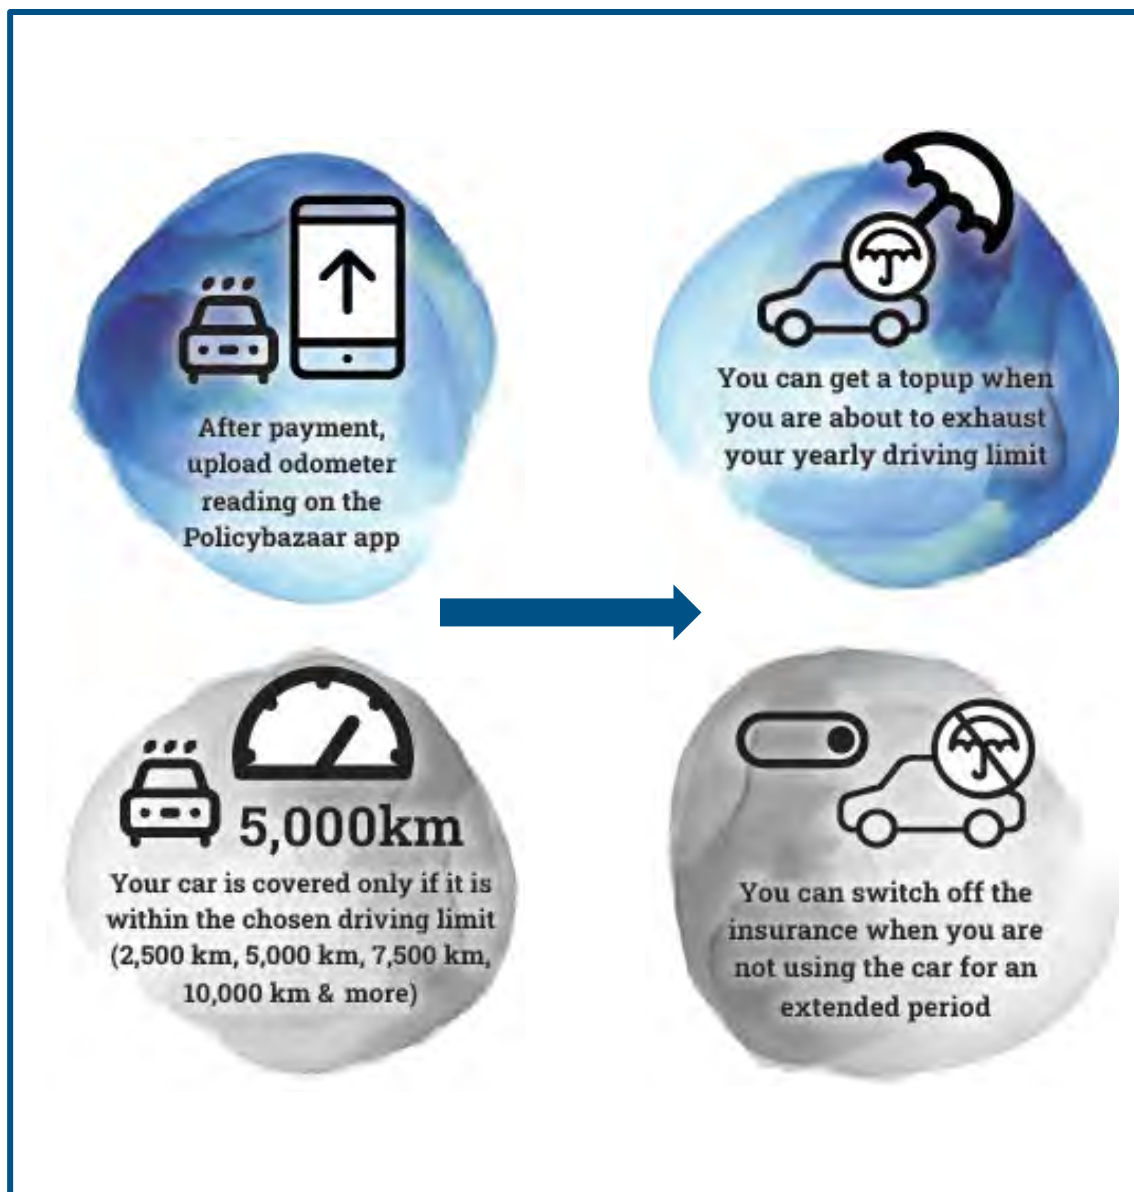 After payment,
upload odometer
reading on the
Policybazaar app
You can get a topup when
you are about to exhaust
your yearly driving limit
5,000km
Your car is covered only if it is
within the chosen driving limit
(2,500 km, 5,000 km, 7,500 km,
10,000 km & more)
You can switch off the
insurance when you are
not using the car for an
extended period